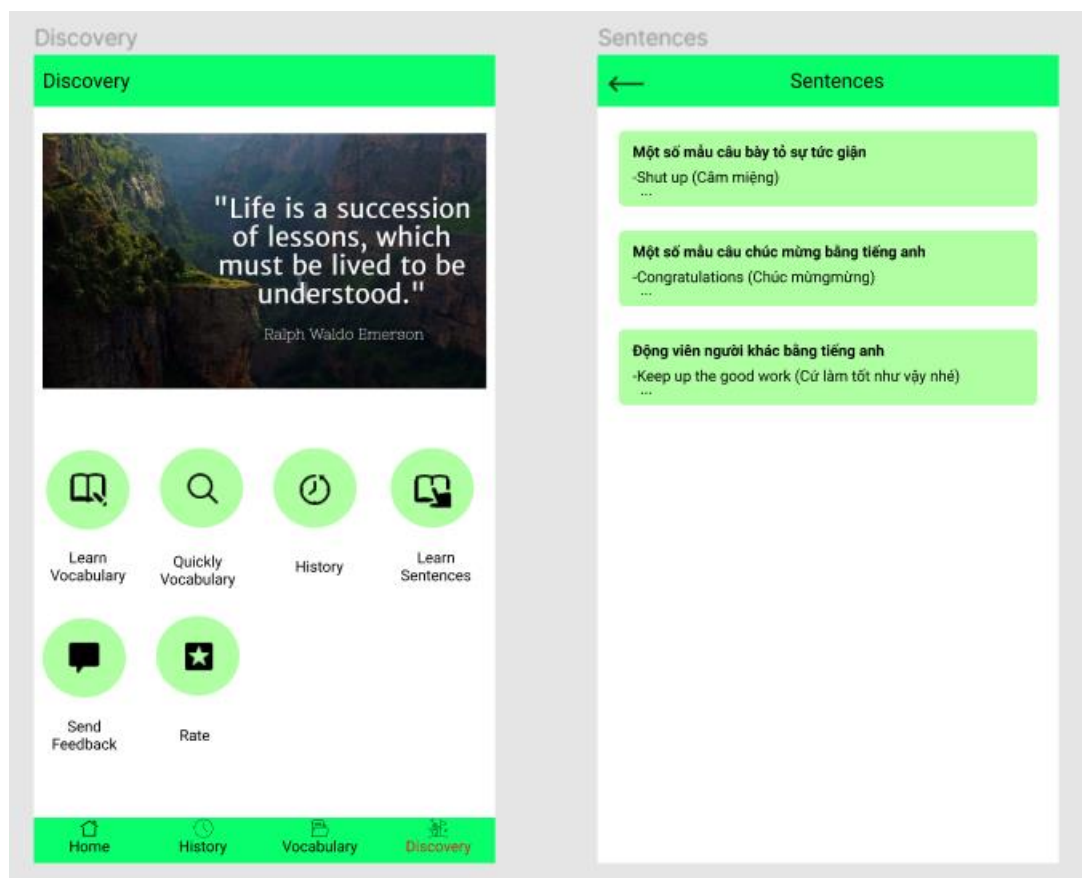 Discovery
Discovery
"Life is a succession
of lessons, which
must be lived to be
understood."
Ralph Waldo Emerson
Learn
Vocabulary
Quickly
Vocabulary
History
Learn
Sentences
Send
Feedback
Rate
Home
History
Vocabulary
Discovery
Sentences
Sentences
Một số mẫu câu bày tỏ sự tức giận
-Shut up (Câm miệng)
...
Một số mẫu câu chúc mừng bằng tiếng anh
-Congratulations (Chúc mừngmừng)
...
Động viên người khác bằng tiếng anh
-Keep up the good work (Cứ làm tốt như vậy nhé)
...